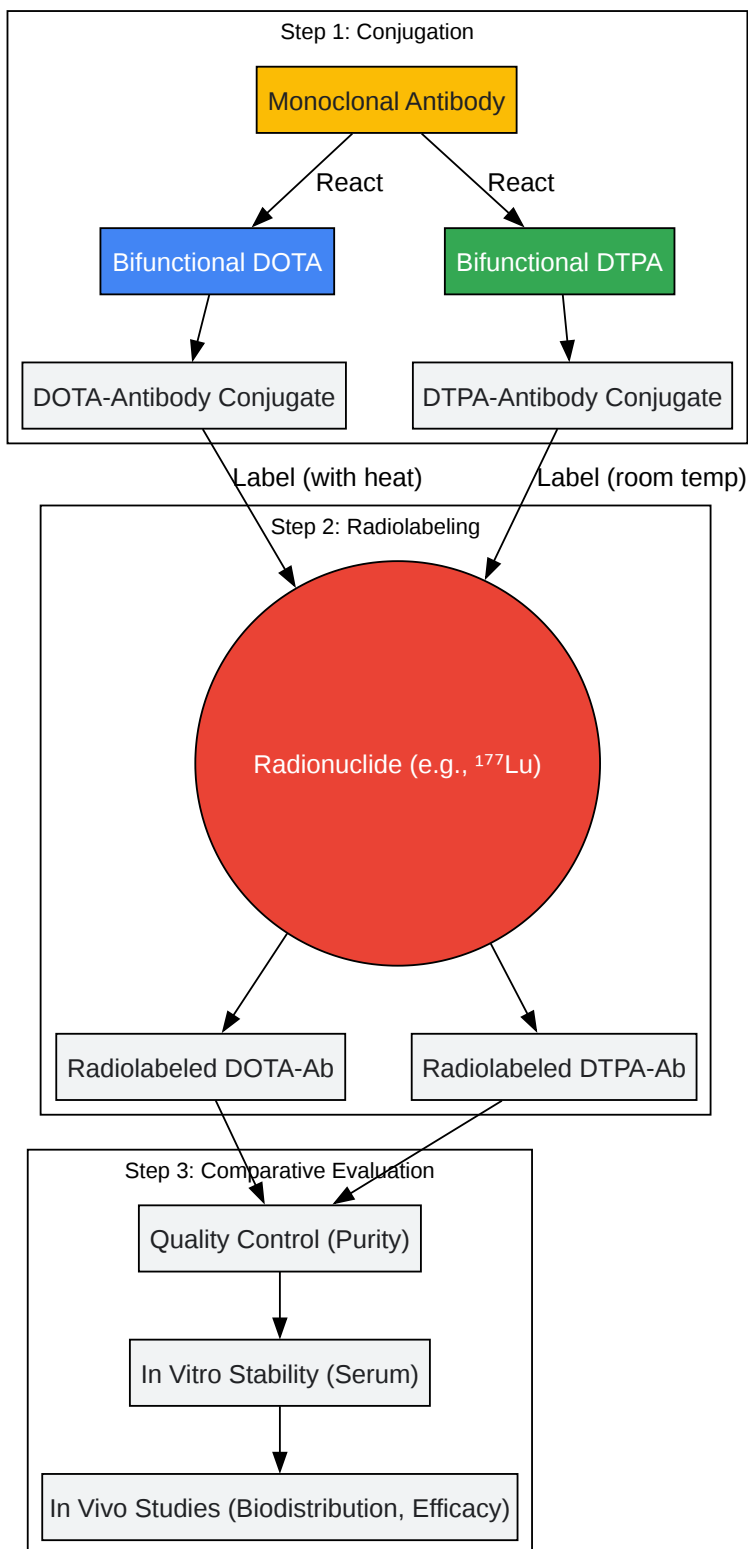 Step 1: Conjugation
Monoclonal Antibody
React
React
Bifunctional DOTA
Bifunctional DTPA
DOTA-Antibody Conjugate
DTPA-Antibody Conjugate
Label (with heat)
Label (room temp)
Step 2: Radiolabeling
Radionuclide (e.g., ¹⁷⁷Lu)
Radiolabeled DOTA-Ab
Radiolabeled DTPA-Ab
Step 3: Comparative Evaluation
Quality Control (Purity)
In Vitro Stability (Serum)
In Vivo Studies (Biodistribution, Efficacy)